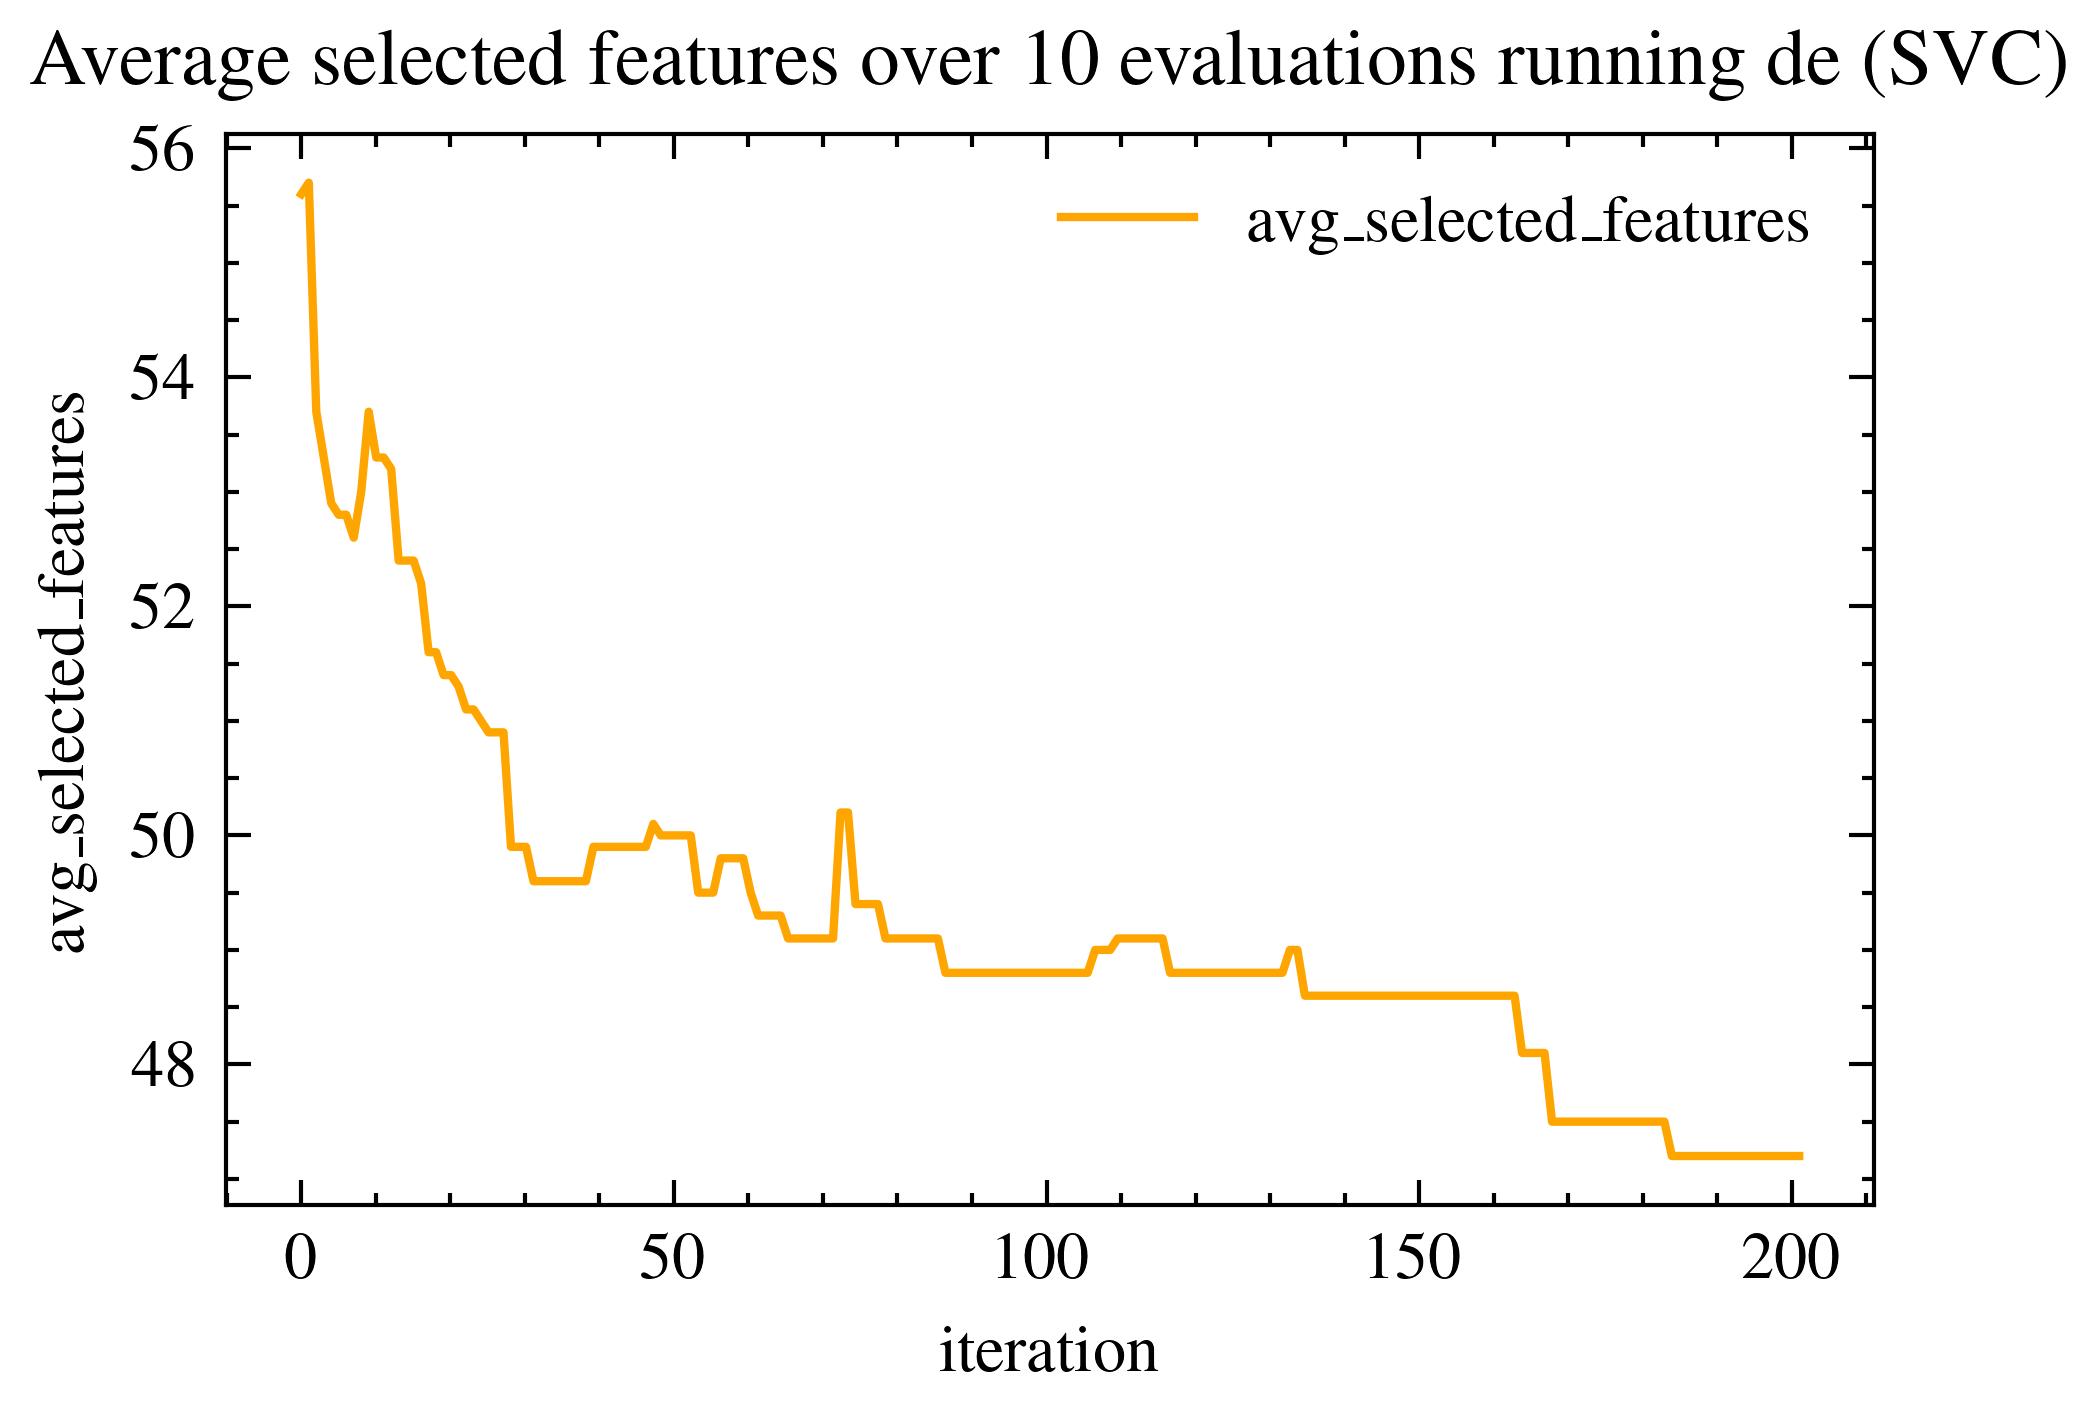 Average selected features over 10 evaluations running de (SVC)
avg_selected_features
56
54
52
50
48
avg_selected_features
0 50 100 150 200
iteration